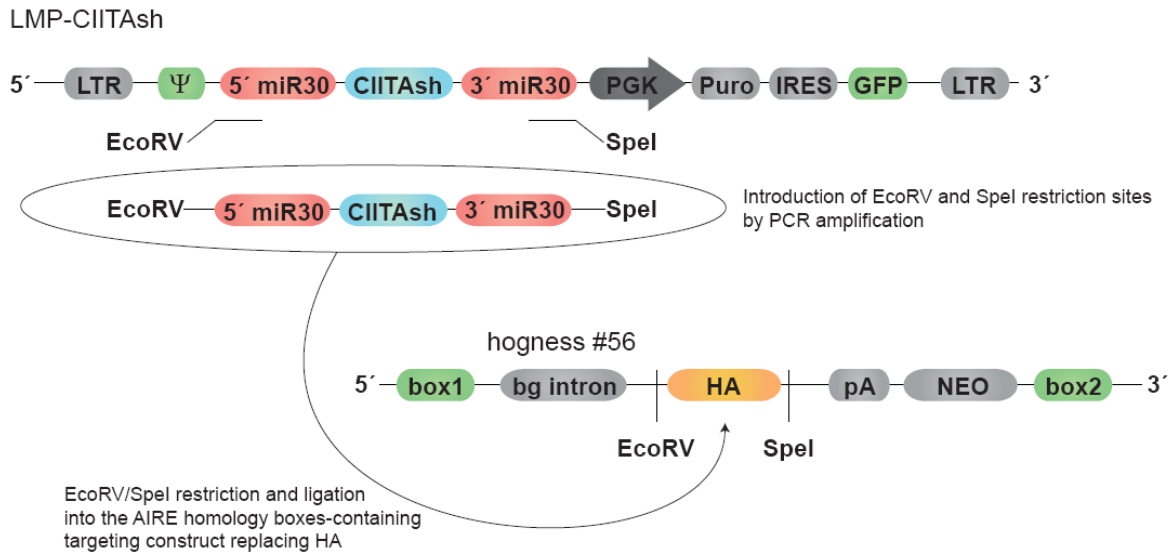 LMP-CIITAsh
5´ LTR Ψ 5´ miR30 CIITAsh 3´ miR30 PGK Puro IRES GFP LTR 3´
EcoRV SpeI
EcoRV 5´ miR30 CIITAsh 3´ miR30 SpeI
Introduction of EcoRV and SpeI restriction sites
by PCR amplification
hogness #56
5´ box1 bg intron HA pA NEO box2 3´
EcoRV SpeI
EcoRV/SpeI restriction and ligation
into the AIRE homology boxes-containing
targeting construct replacing HA